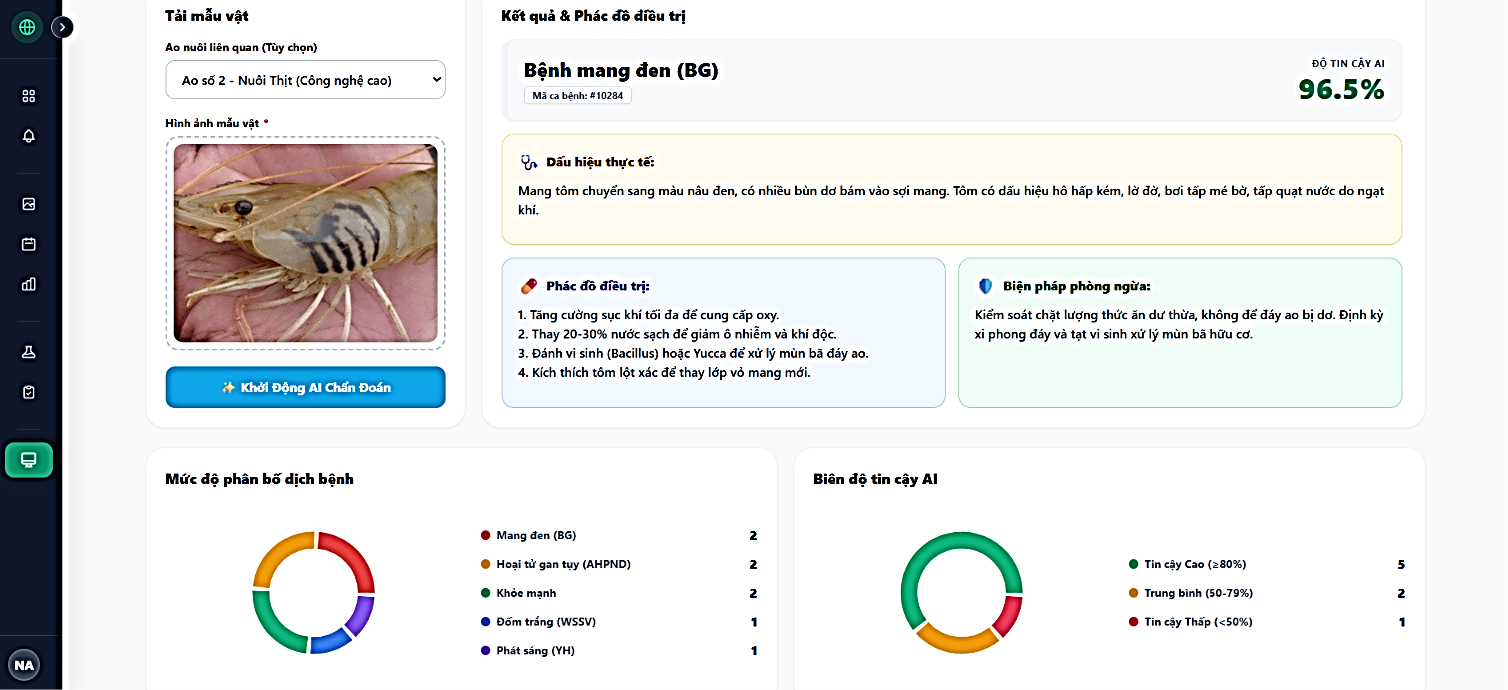 Tải mẫu vật
Ao nuôi liên quan (Tùy chọn)
Ao số 2 - Nuôi Thịt (Công nghệ cao)
Hình ảnh mẫu vật *
✨ Khởi Động AI Chẩn Đoán
Kết quả & Phác đồ điều trị
Bệnh mang đen (BG)
Mã ca bệnh: #10284
ĐỘ TIN CẬY AI
96.5%
Dấu hiệu thực tế:
Mang tôm chuyển sang màu nâu đen, có nhiều bùn dơ bám vào sợi mang. Tôm có dấu hiệu hô hấp kém, lờ đờ, bơi tấp mé bờ, tấp quạt nước do ngạt
khí.
Phác đồ điều trị:
1. Tăng cường sục khí tối đa để cung cấp oxy.
2. Thay 20-30% nước sạch để giảm ô nhiễm và khí độc.
3. Đánh vi sinh (Bacillus) hoặc Yucca để xử lý mùn bã đáy ao.
4. Kích thích tôm lột xác để thay lớp vỏ mang mới.
Biện pháp phòng ngừa:
Kiểm soát chất lượng thức ăn dư thừa, không để đáy ao bị dơ. Định kỳ
xi phong đáy và tạt vi sinh xử lý mùn bã hữu cơ.
Mức độ phân bố dịch bệnh
Mang đen (BG) 2
Hoại tử gan tụy (AHPND) 2
Khỏe mạnh 2
Đốm trắng (WSSV) 1
Phát sáng (YH) 1
Biên độ tin cậy AI
Tin cậy Cao (≥80%) 5
Trung bình (50-79%) 2
Tin cậy Thấp (<50%) 1
NA